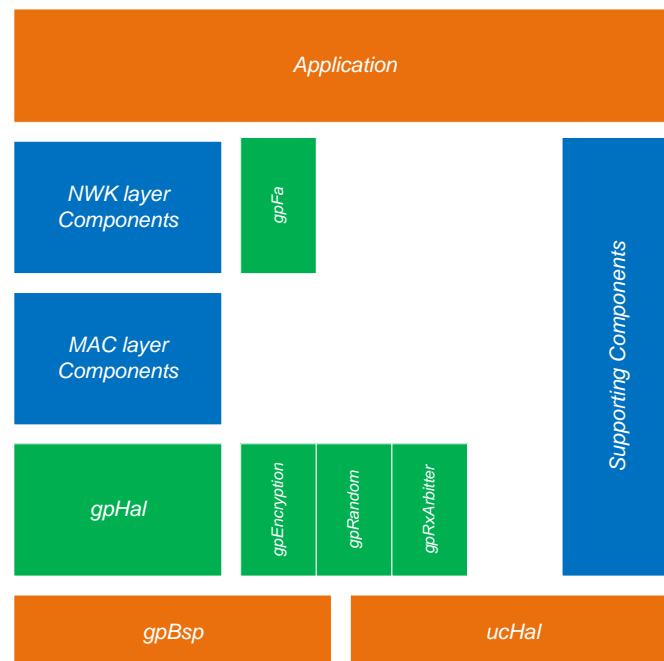 Application
NWK layer
Components
gpFa
MAC layer
Components
Supporting Components
gpHal
gpEncryption
gpRandom
gpRxArbitter
gpBsp
ucHal